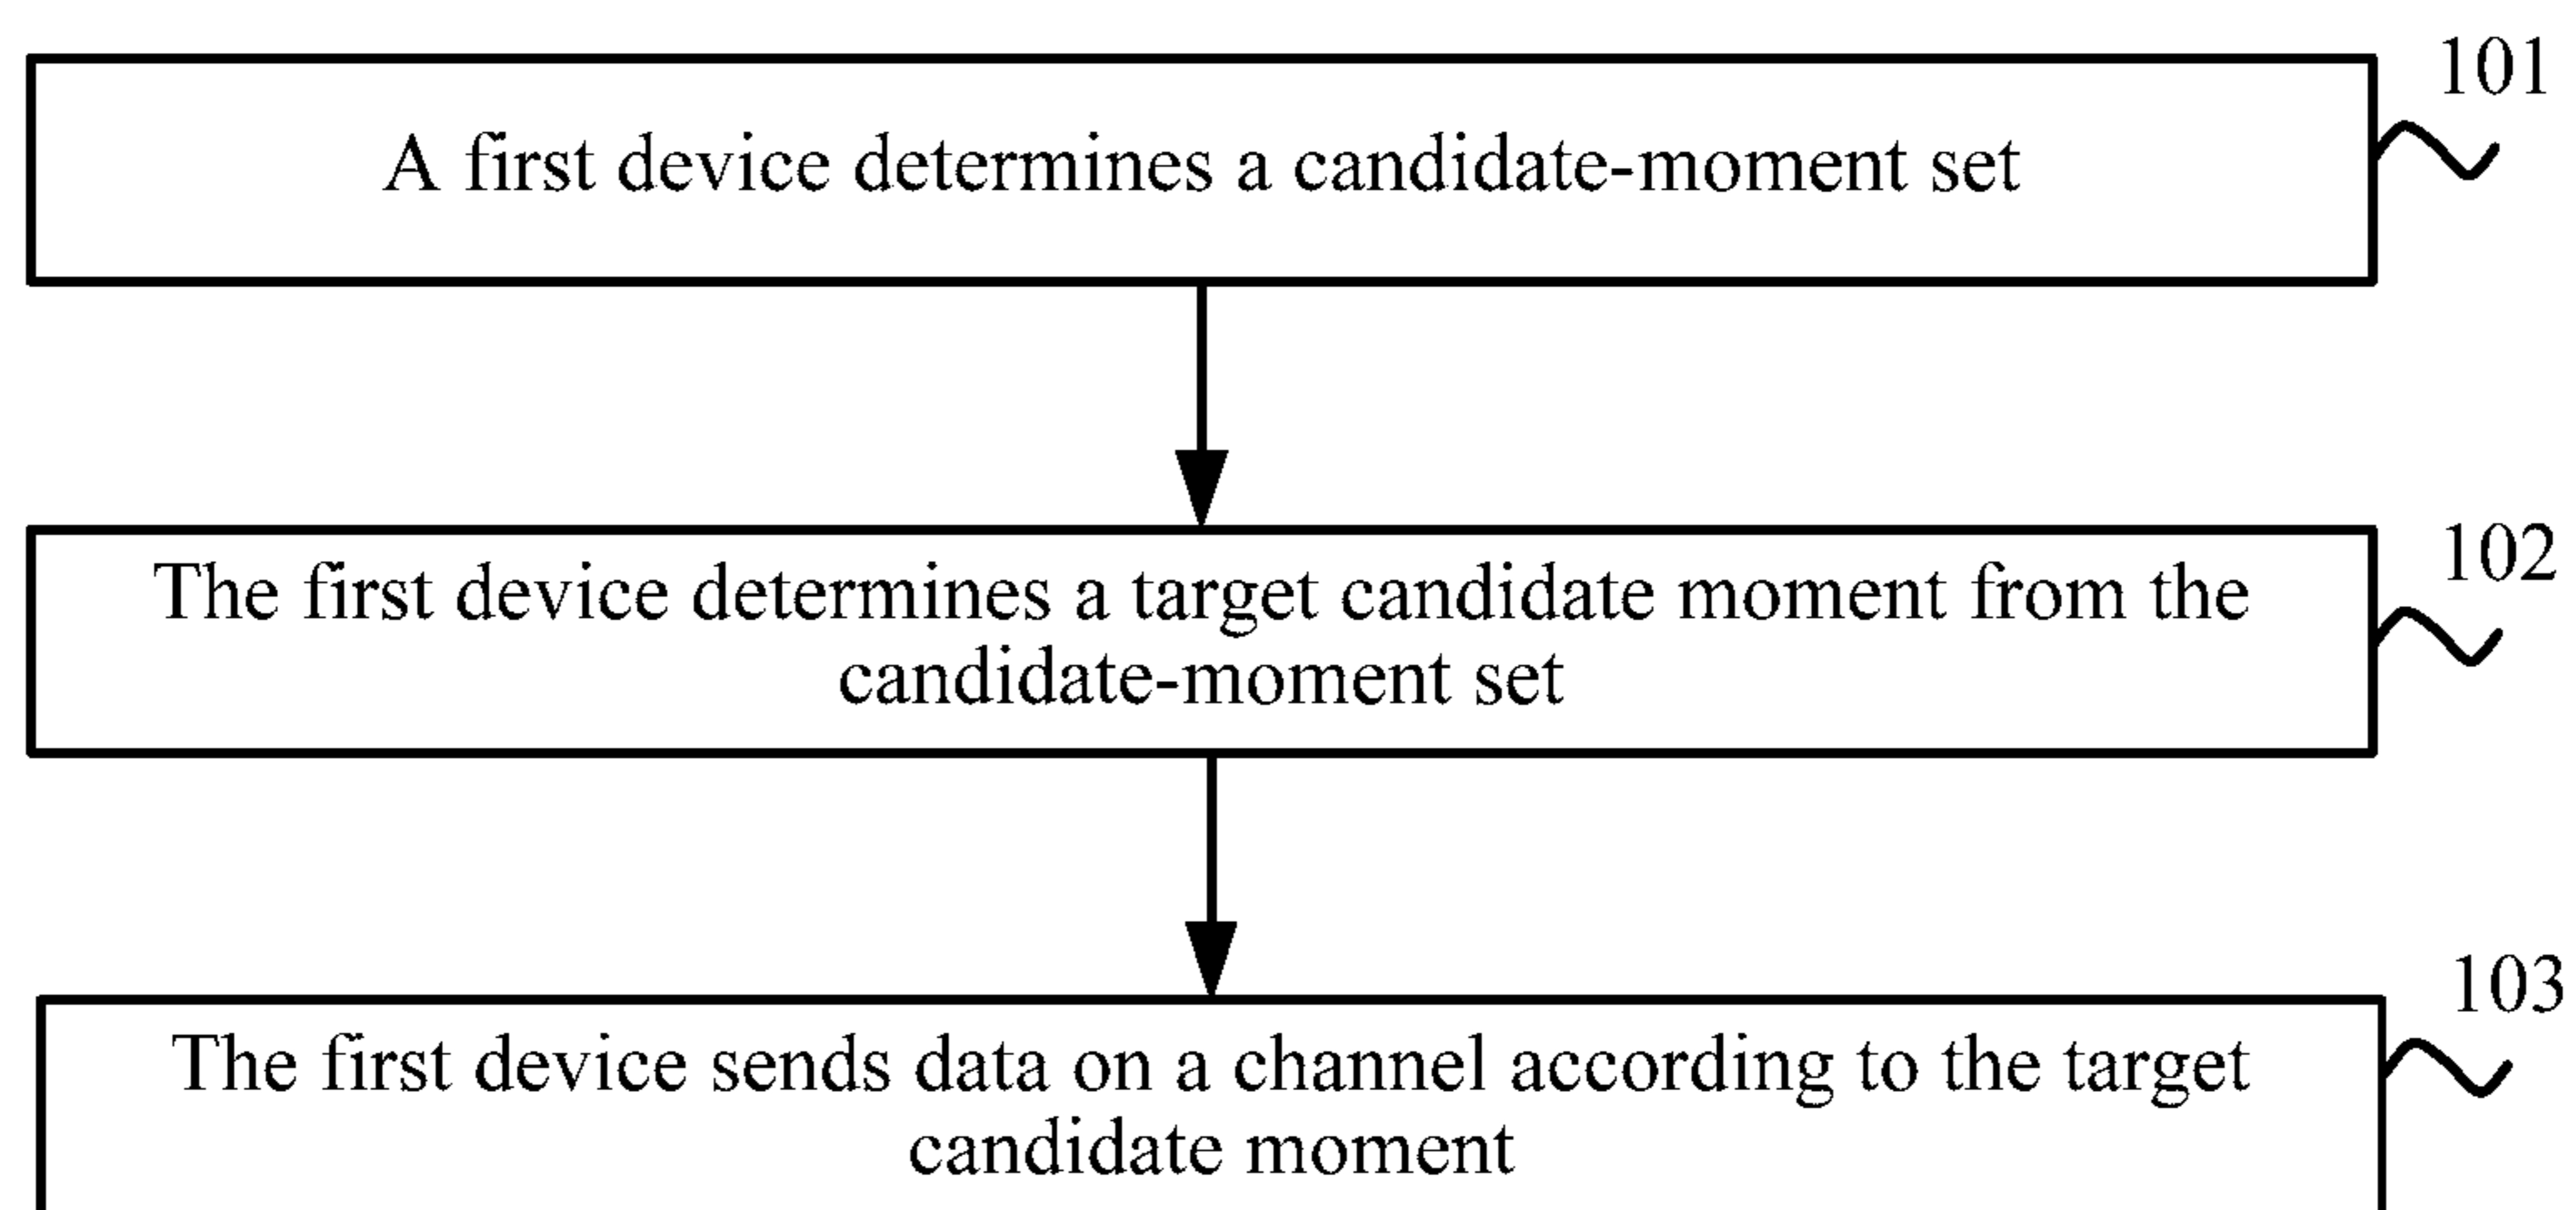 101
A first device determines a candidate-moment set
102
The first device determines a target candidate moment from the
candidate-moment set
103
The first device sends data on a channel according to the target
candidate moment